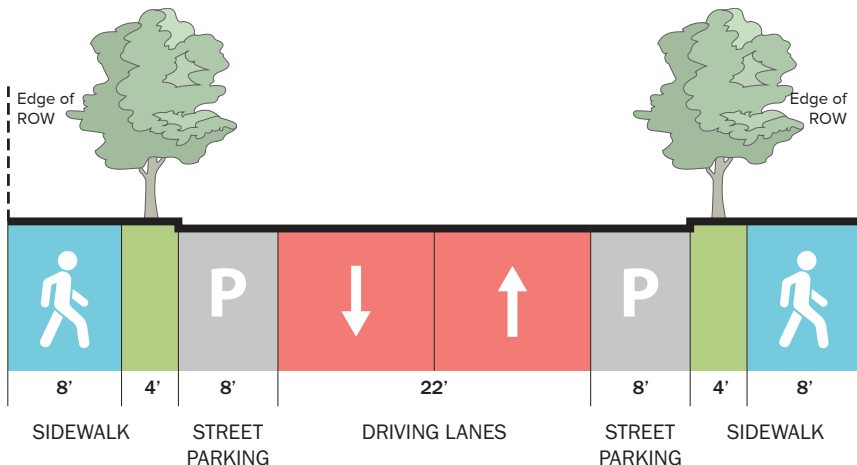 Edge of
ROW
Edge of
ROW
P
P
8'
4'
8'
22'
8'
4'
8'
SIDEWALK
STREET
PARKING
DRIVING LANES
STREET
PARKING
SIDEWALK